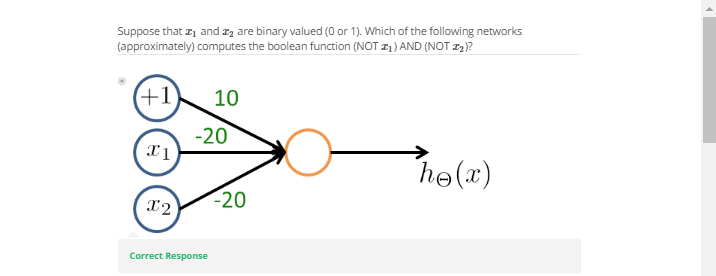 Suppose that x₁ and x₂ are binary valued (0 or 1). Which of the following networks
(approximately) computes the boolean function (NOT x₁) AND (NOT x₂)?
+1
10
-20
x₁
hΘ(x)
x₂
-20
Correct Response